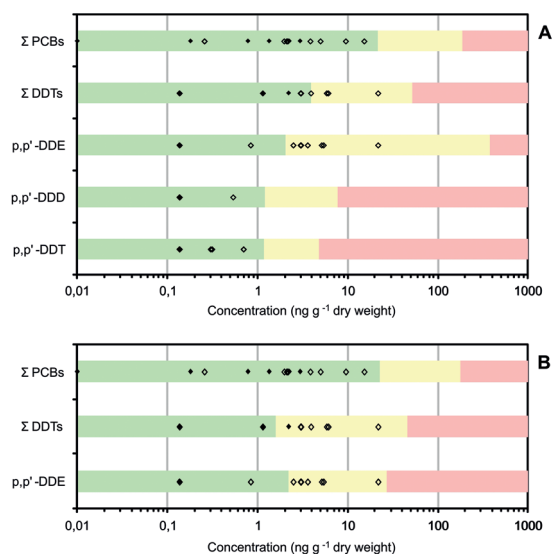 A
Σ PCBs
Σ DDTs
p,p' -DDE
p,p' -DDD
p,p' -DDT
0,01 0,1 1 10 100 1000
Concentration (ng g -1 dry weight)
B
Σ PCBs
Σ DDTs
p,p' -DDE
0,01 0,1 1 10 100 1000
Concentration (ng g -1 dry weight)